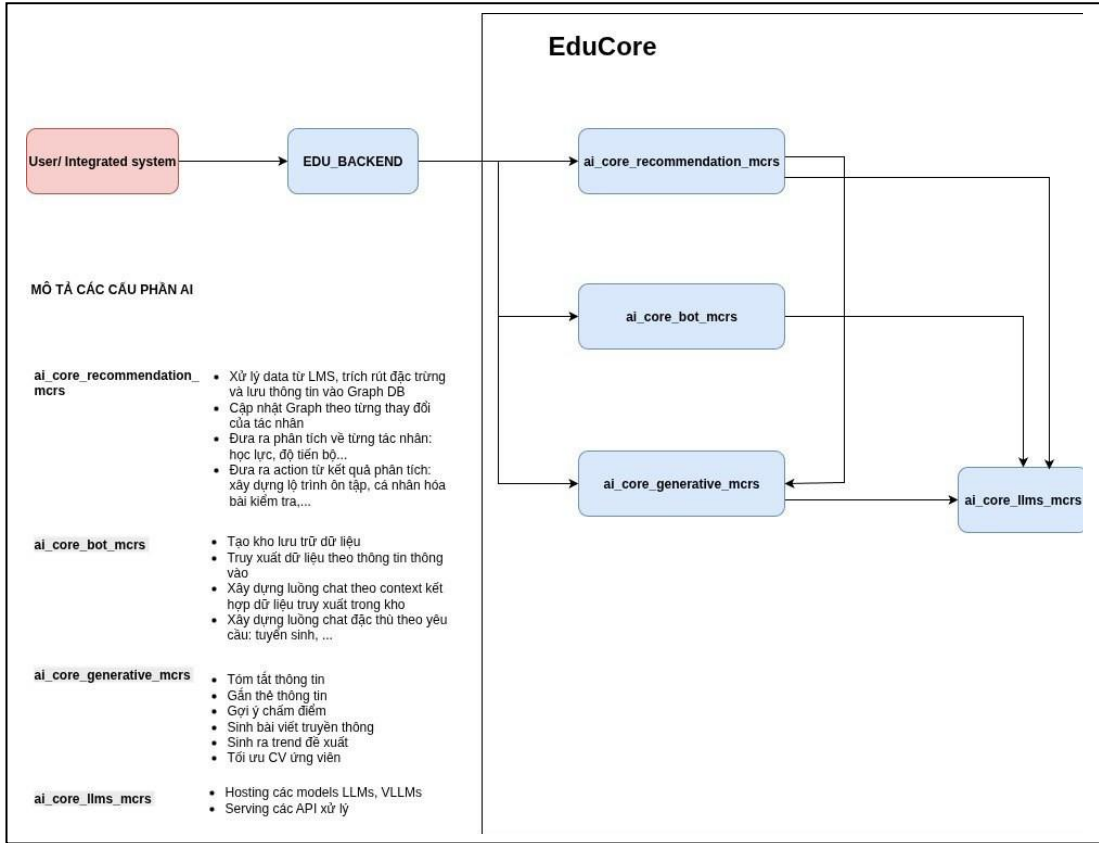 EduCore
User/ Integrated system
EDU_BACKEND
ai_core_recommendation_mcrs
ai_core_bot_mcrs
ai_core_generative_mcrs
ai_core_llms_mcrs
MÔ TẢ CÁC CẤU PHẦN AI
ai_core_recommendation_
mcrs
Xử lý data từ LMS, trích rút đặc trừng
và lưu thông tin vào Graph DB
Cập nhật Graph theo từng thay đổi
của tác nhân
Đưa ra phân tích về từng tác nhân:
học lực, độ tiến bộ...
Đưa ra action từ kết quả phân tích:
xây dựng lộ trình ôn tập, cá nhân hóa
bài kiểm tra,...
ai_core_bot_mcrs
Tạo kho lưu trữ dữ liệu
Truy xuất dữ liệu theo thông tin thông
vào
Xây dựng luồng chat theo context kết
hợp dữ liệu truy xuất trong kho
Xây dựng luồng chat đặc thù theo yêu
cầu: tuyển sinh, ...
ai_core_generative_mcrs
Tóm tắt thông tin
Gắn thẻ thông tin
Gợi ý chấm điểm
Sinh bài viết truyền thông
Sinh ra trend đề xuất
Tối ưu CV ứng viên
ai_core_llms_mcrs
Hosting các models LLMs, VLLMs
Serving các API xử lý